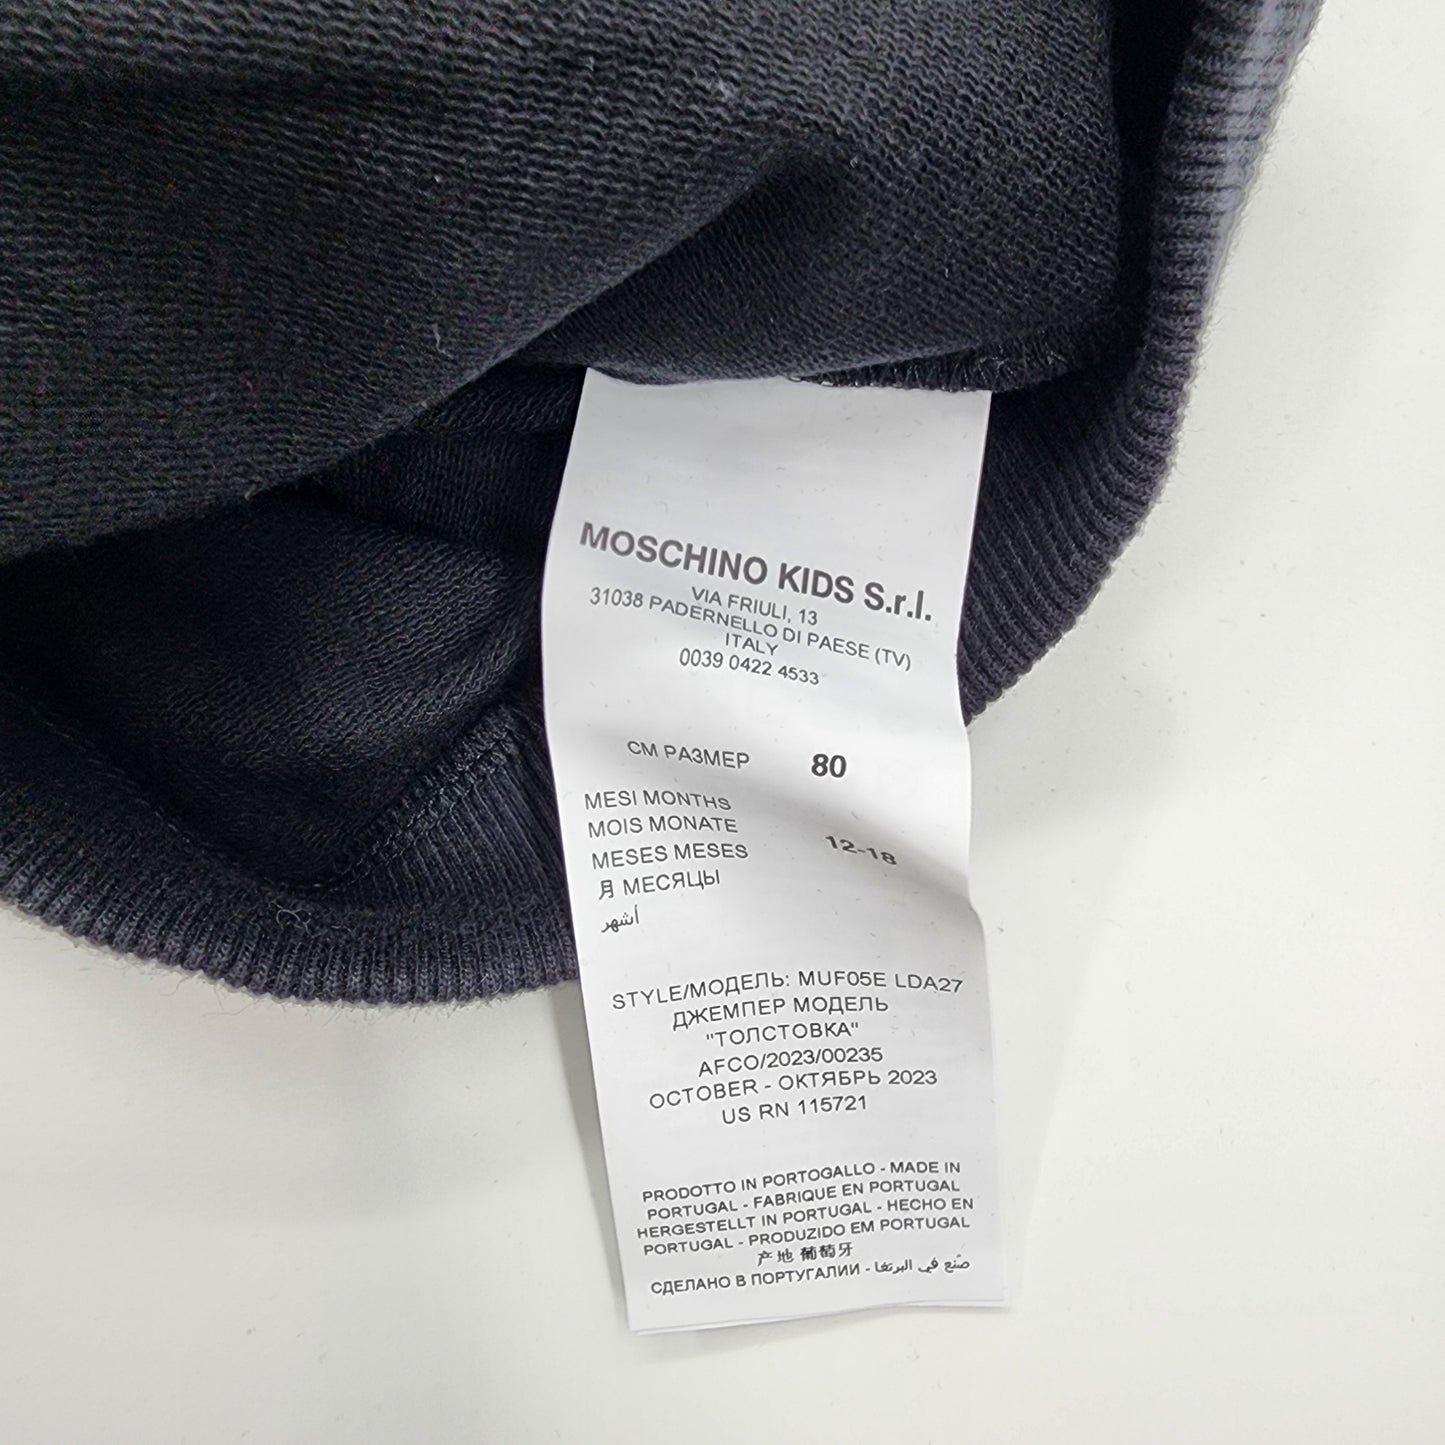 MOSCHINO KIDS S.r.l.
VIA FRIULI, 13
31038 PADERNELLO DI PAESE (TV)
ITALY
0039 0422 4533
СМ РАЗМЕР 80
MESI MONTHS
MOIS MONATE
MESES MESES 12-18
月 МЕСЯЦЫ
أشهر
STYLE/МОДЕЛЬ: MUF05E LDA27
ДЖЕМПЕР МОДЕЛЬ
"ТОЛСТОВКА"
AFCO/2023/00235
OCTOBER - ОКТЯБРЬ 2023
US RN 115721
PRODOTTO IN PORTOGALLO - MADE IN
PORTUGAL - FABRIQUE EN PORTUGAL
HERGESTELLT IN PORTUGAL - HECHO EN
PORTUGAL - PRODUZIDO EM PORTUGAL
产地 葡萄牙
СДЕЛАНО В ПОРТУГАЛИИ - صنع في البرتغا